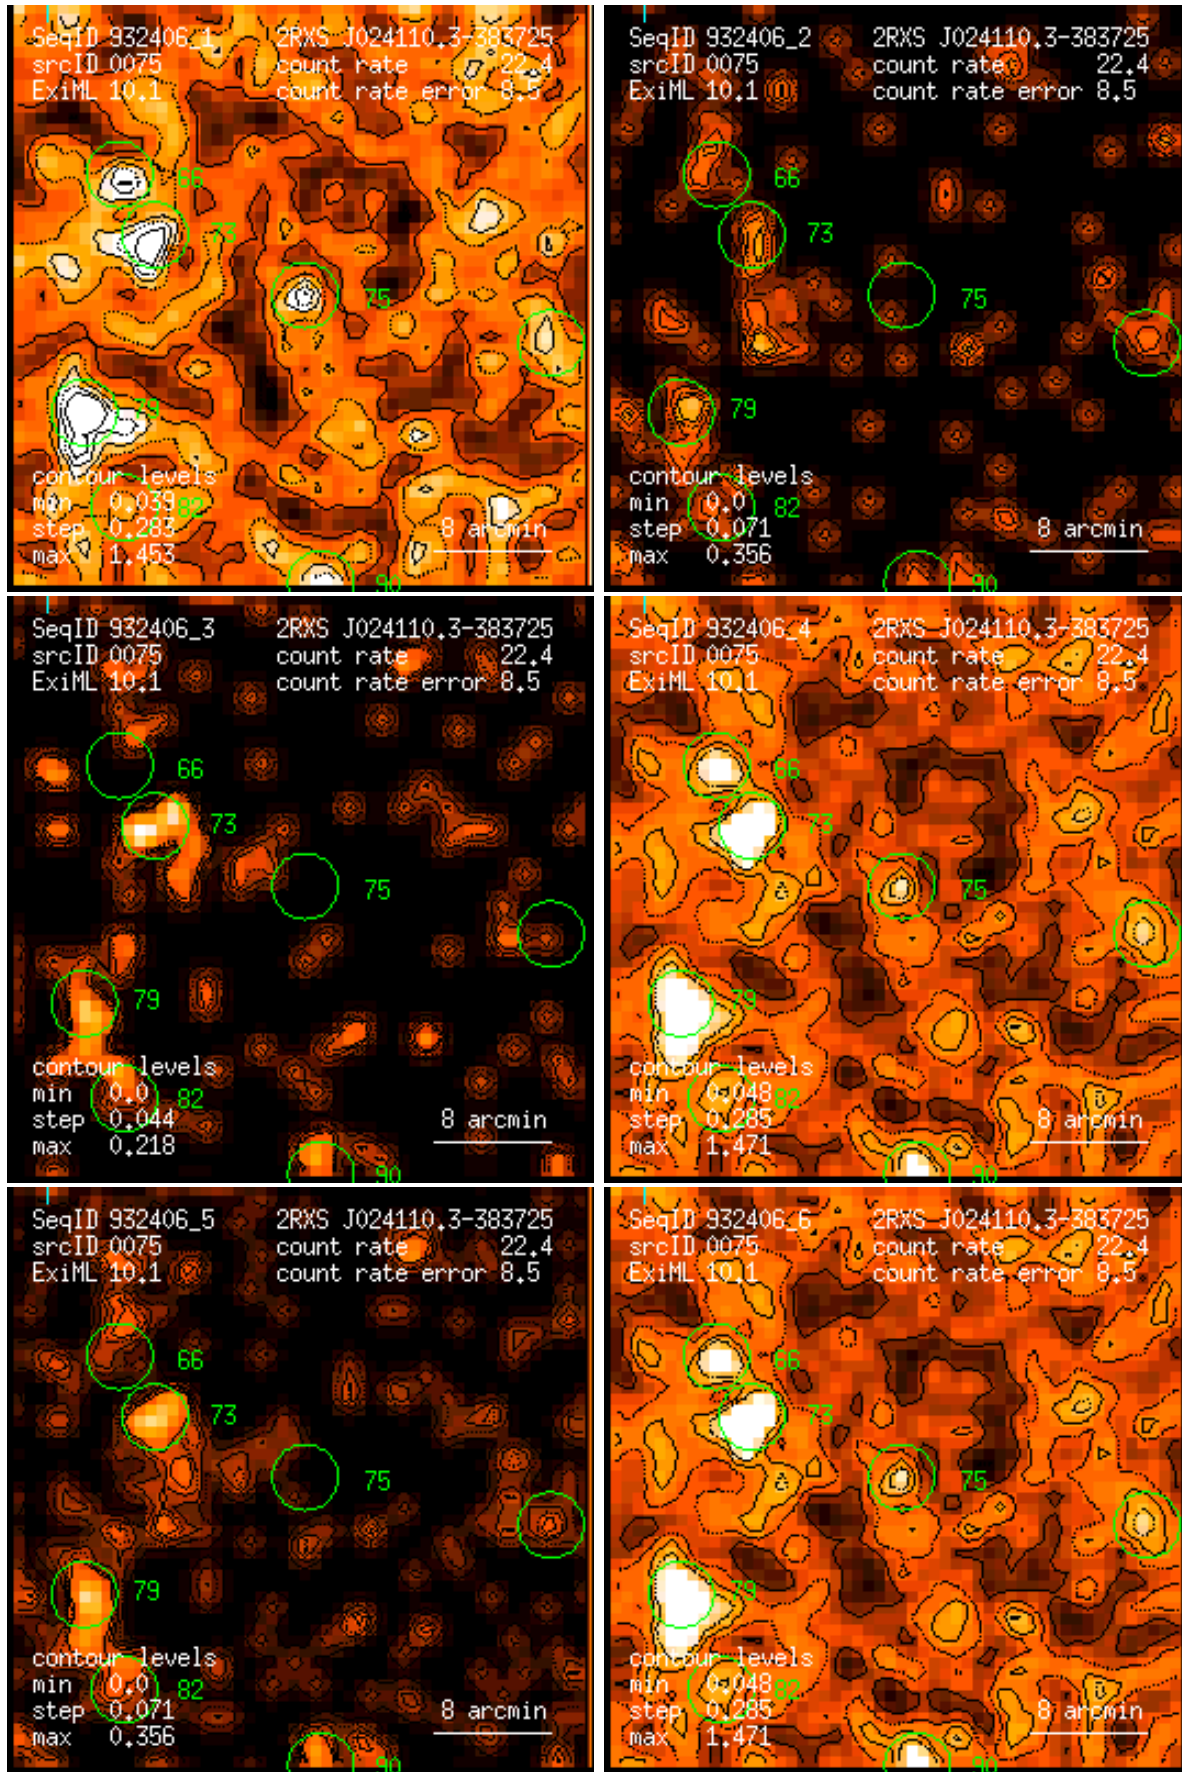 SeqID 932406_1 2RXS J024110.3-383725
srcID 0075 count rate 22.4
ExiML 10.1 count rate error 8.5
66
73
75
79
contour levels
min 0.039 82
step 0.283 8 arcmin
max 1.453
90
SeqID 932406_2 2RXS J024110.3-383725
srcID 0075 count rate 22.4
ExiML 10.1 count rate error 8.5
66
73
75
79
contour levels
min 0.0 82
step 0.071 8 arcmin
max 0.356
90
SeqID 932406_3 2RXS J024110.3-383725
srcID 0075 count rate 22.4
ExiML 10.1 count rate error 8.5
66
73
75
79
contour levels
min 0.0 82
step 0.044 8 arcmin
max 0.218
90
SeqID 932406_4 2RXS J024110.3-383725
srcID 0075 count rate 22.4
ExiML 10.1 count rate error 8.5
66
73
75
79
contour levels
min 0.048 82
step 0.285 8 arcmin
max 1.471
90
SeqID 932406_5 2RXS J024110.3-383725
srcID 0075 count rate 22.4
ExiML 10.1 count rate error 8.5
66
73
75
79
contour levels
min 0.0 82
step 0.071 8 arcmin
max 0.356
90
SeqID 932406_6 2RXS J024110.3-383725
srcID 0075 count rate 22.4
ExiML 10.1 count rate error 8.5
66
73
75
79
contour levels
min 0.048 82
step 0.285 8 arcmin
max 1.471
90